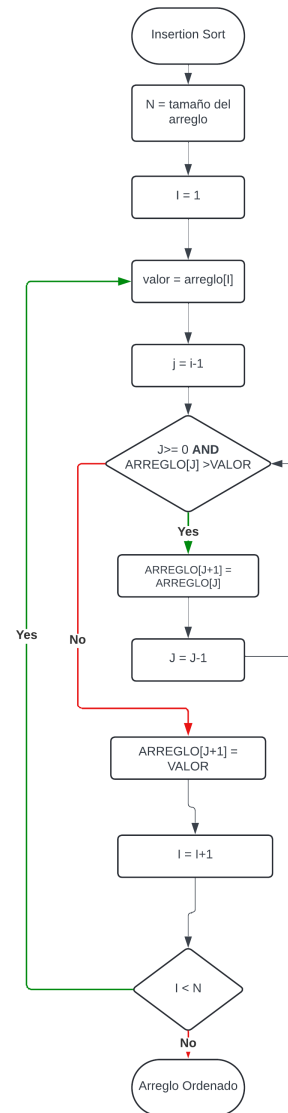 Insertion Sort
N = tamaño del
arreglo
I = 1
valor = arreglo[I]
j = i-1
J>= 0 AND
ARREGLO[J] >VALOR
Yes
ARREGLO[J+1] =
ARREGLO[J]
J = J-1
Yes
No
ARREGLO[J+1] =
VALOR
I = I+1
I < N
No
Arreglo Ordenado